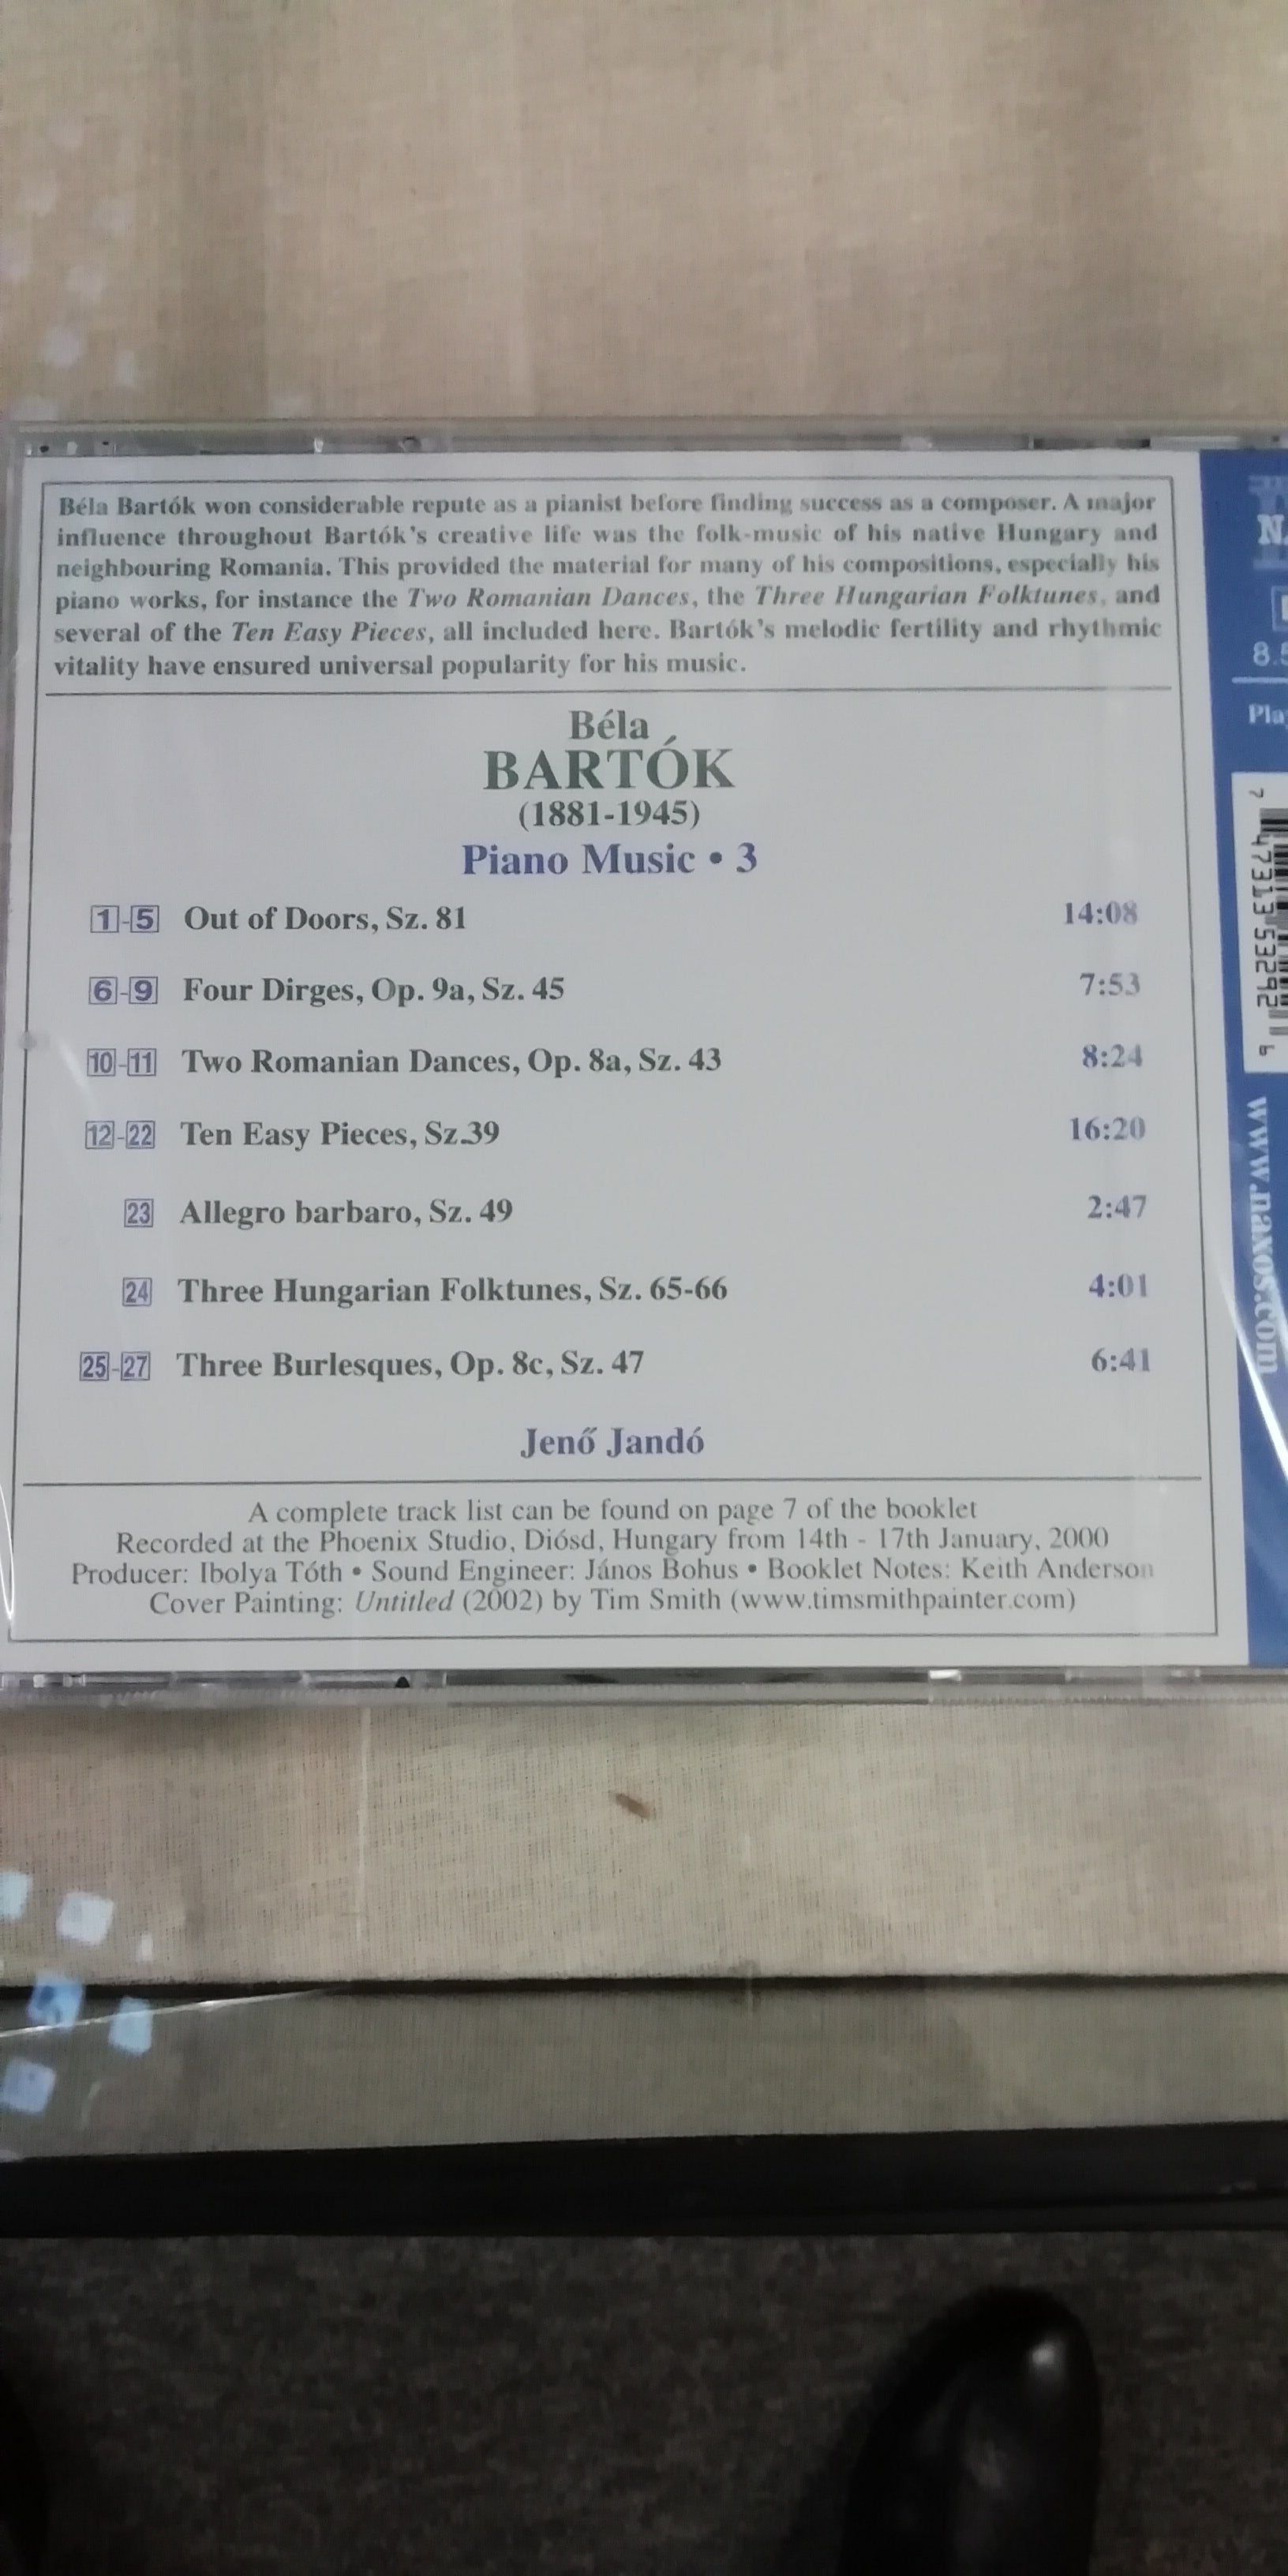 Béla Bartók won considerable repute as a pianist before finding success as a composer. A major
influence throughout Bartók's creative life was the folk-music of his native Hungary and
neighbouring Romania. This provided the material for many of his compositions, especially his
piano works, for instance the Two Romanian Dances, the Three Hungarian Folktunes, and
several of the Ten Easy Pieces, all included here. Bartók's melodic fertility and rhythmic
vitality have ensured universal popularity for his music.
Béla
BARTÓK
(1881-1945)
Piano Music • 3
1-5 Out of Doors, Sz. 81 14:08
6-9 Four Dirges, Op. 9a, Sz. 45 7:53
10-11 Two Romanian Dances, Op. 8a, Sz. 43 8:24
12-22 Ten Easy Pieces, Sz.39 16:20
23 Allegro barbaro, Sz. 49 2:47
24 Three Hungarian Folktunes, Sz. 65-66 4:01
25-27 Three Burlesques, Op. 8c, Sz. 47 6:41
Jenő Jandó
A complete track list can be found on page 7 of the booklet
Recorded at the Phoenix Studio, Diósd, Hungary from 14th - 17th January, 2000
Producer: Ibolya Tóth • Sound Engineer: János Bohus • Booklet Notes: Keith Anderson
Cover Painting: Untitled (2002) by Tim Smith (www.timsmithpainter.com)
8.5
Pla
7 47313 53292 9
www.naxos.com